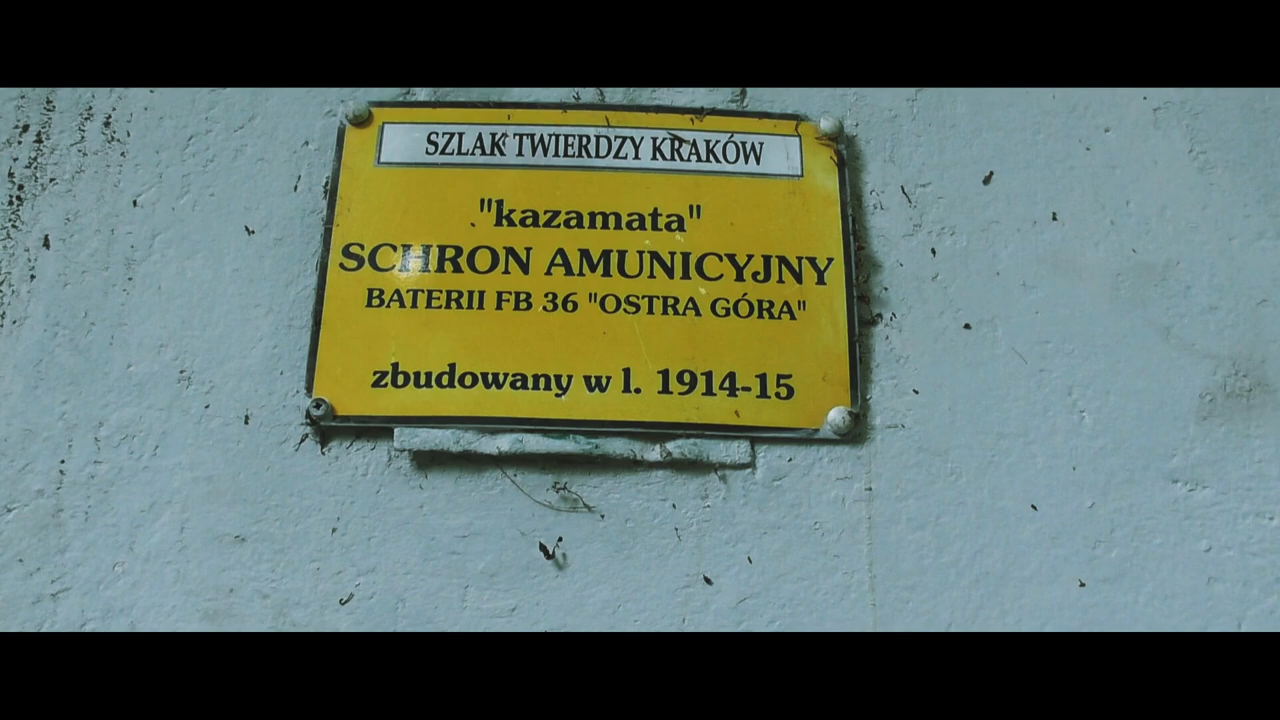 SZLAK TWIERDZY KRAKÓW
"kazamata"
SCHRON AMUNICYJNY
BATERII FB 36 "OSTRA GÓRA"
zbudowany w l. 1914-15